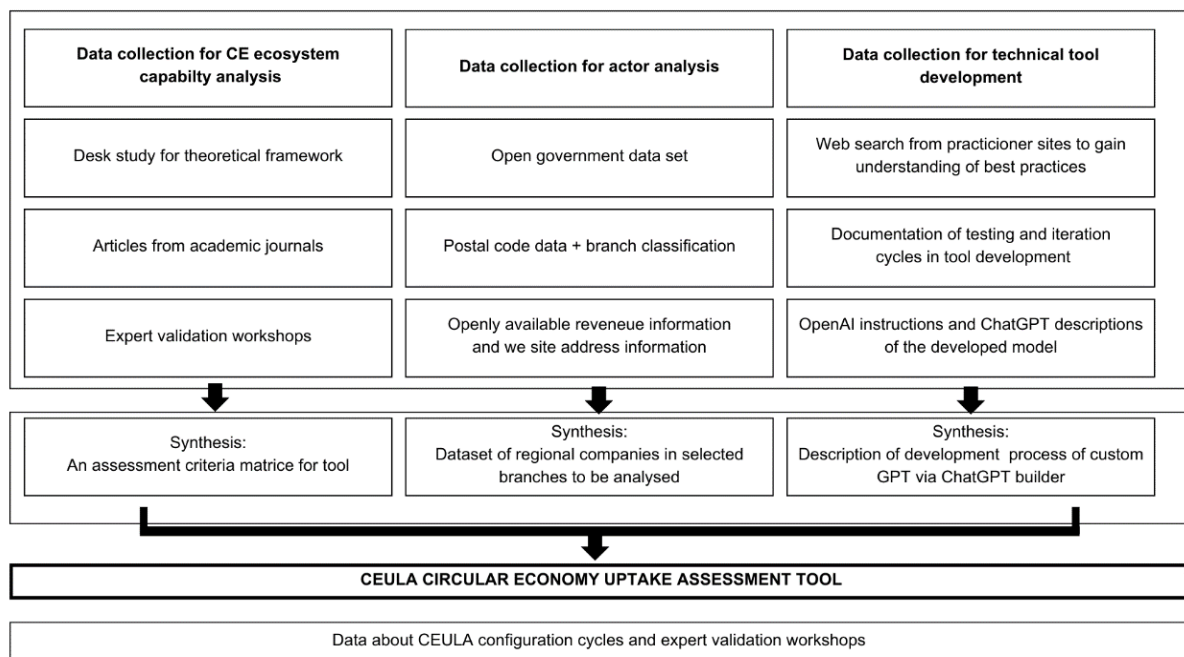 Data collection for CE ecosystem
capabilty analysis
Data collection for actor analysis
Data collection for technical tool
development
Desk study for theoretical framework
Open government data set
Web search from practicioner sites to gain
understanding of best practices
Articles from academic journals
Postal code data + branch classification
Documentation of testing and iteration
cycles in tool development
Expert validation workshops
Openly available reveneue information
and we site address information
OpenAI instructions and ChatGPT descriptions
of the developed model
Synthesis:
An assessment criteria matrice for tool
Synthesis:
Dataset of regional companies in selected
branches to be analysed
Synthesis:
Description of development process of custom
GPT via ChatGPT builder
CEULA CIRCULAR ECONOMY UPTAKE ASSESSMENT TOOL
Data about CEULA configuration cycles and expert validation workshops